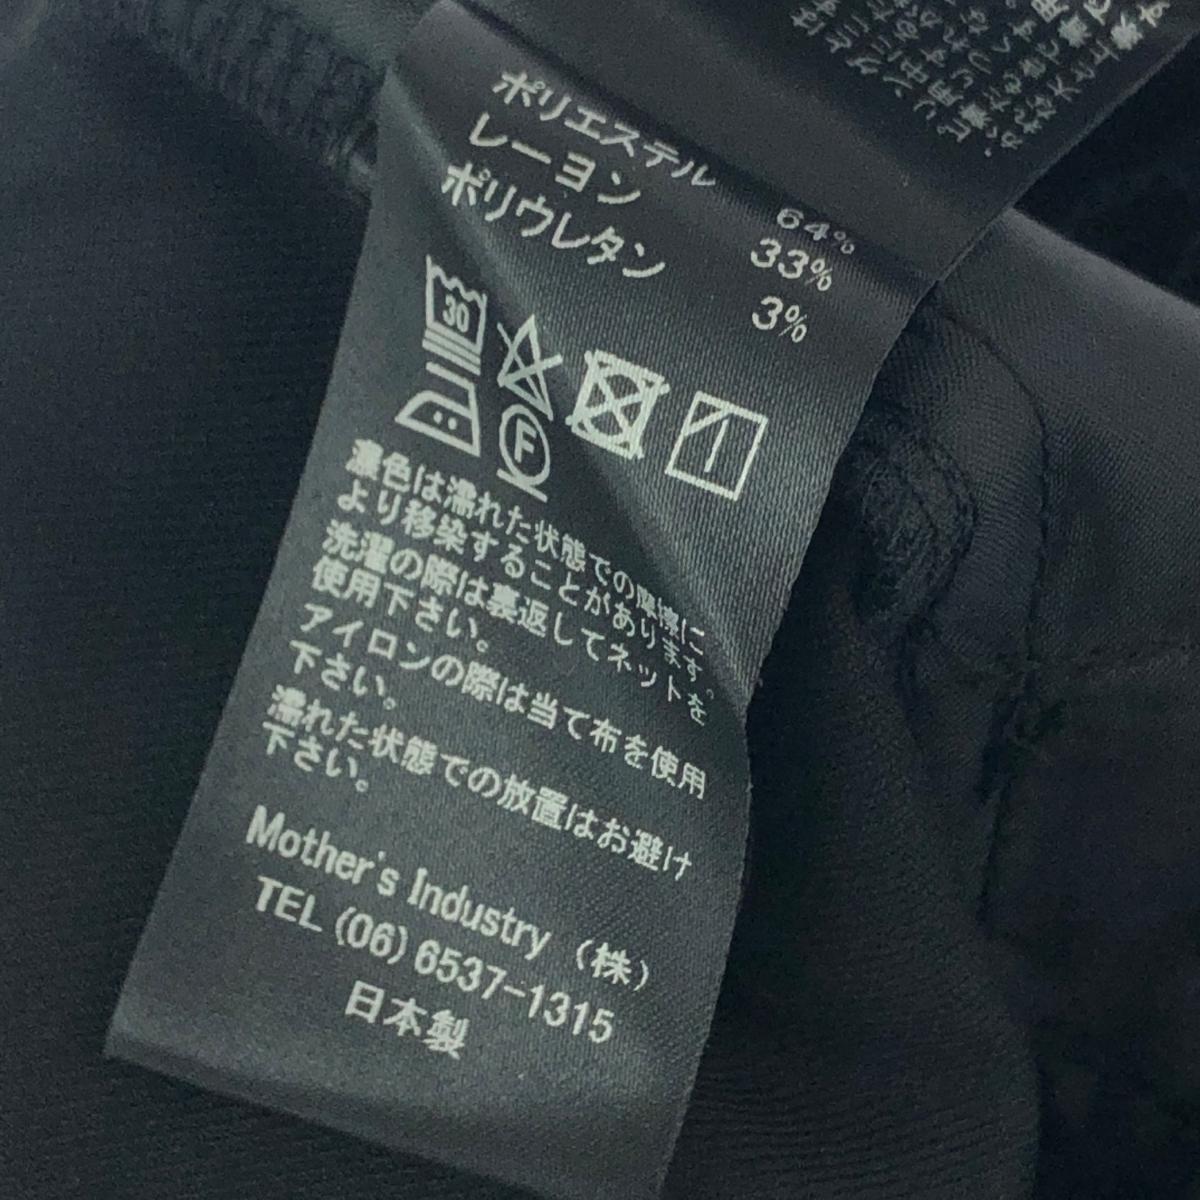 ポリエステル 64%
レーヨン 33%
ポリウレタン 3%
30
F
濃色は濡れた状態での摩擦に
より移染することがあります。
洗濯の際は裏返してネットを
使用下さい。
アイロンの際は当て布を使用
下さい。
濡れた状態での放置はお避け
下さい。
Mother's Industry (株)
TEL (06) 6537-1315
日本製